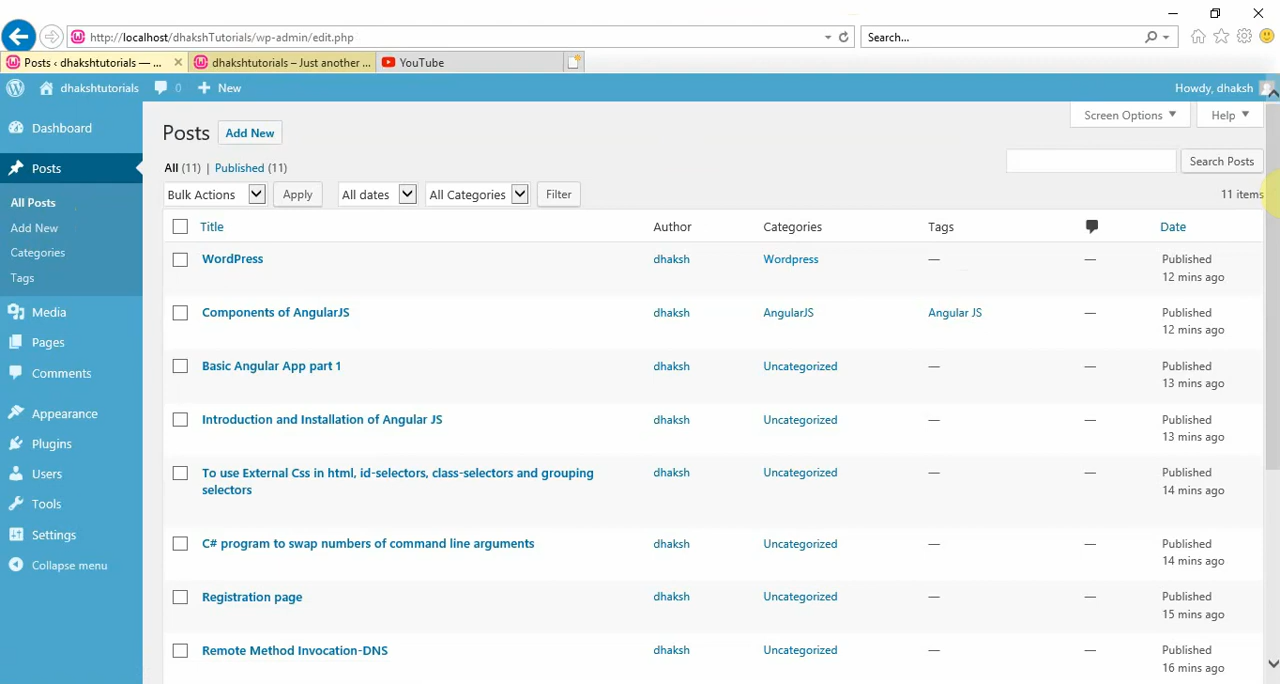 http://localhost/dhakshTutorials/wp-admin/edit.php
Search...
Posts ‹ dhakshtutorials — ...
dhakshtutorials – Just another ...
YouTube
dhakshtutorials
0
New
Howdy, dhaksh
Dashboard
Posts
All Posts
Add New
Categories
Tags
Media
Pages
Comments
Appearance
Plugins
Users
Tools
Settings
Collapse menu
Posts
Add New
Screen Options
Help
All (11) | Published (11)
Search Posts
Bulk Actions
Apply
All dates
All Categories
Filter
11 items
Title Author Categories Tags Date
WordPress dhaksh Wordpress — — Published
12 mins ago
Components of AngularJS dhaksh AngularJS Angular JS — Published
12 mins ago
Basic Angular App part 1 dhaksh Uncategorized — — Published
13 mins ago
Introduction and Installation of Angular JS dhaksh Uncategorized — — Published
13 mins ago
To use External Css in html, id-selectors, class-selectors and grouping dhaksh Uncategorized — — Published
selectors 14 mins ago
C# program to swap numbers of command line arguments dhaksh Uncategorized — — Published
14 mins ago
Registration page dhaksh Uncategorized — — Published
15 mins ago
Remote Method Invocation-DNS dhaksh Uncategorized — — Published
16 mins ago